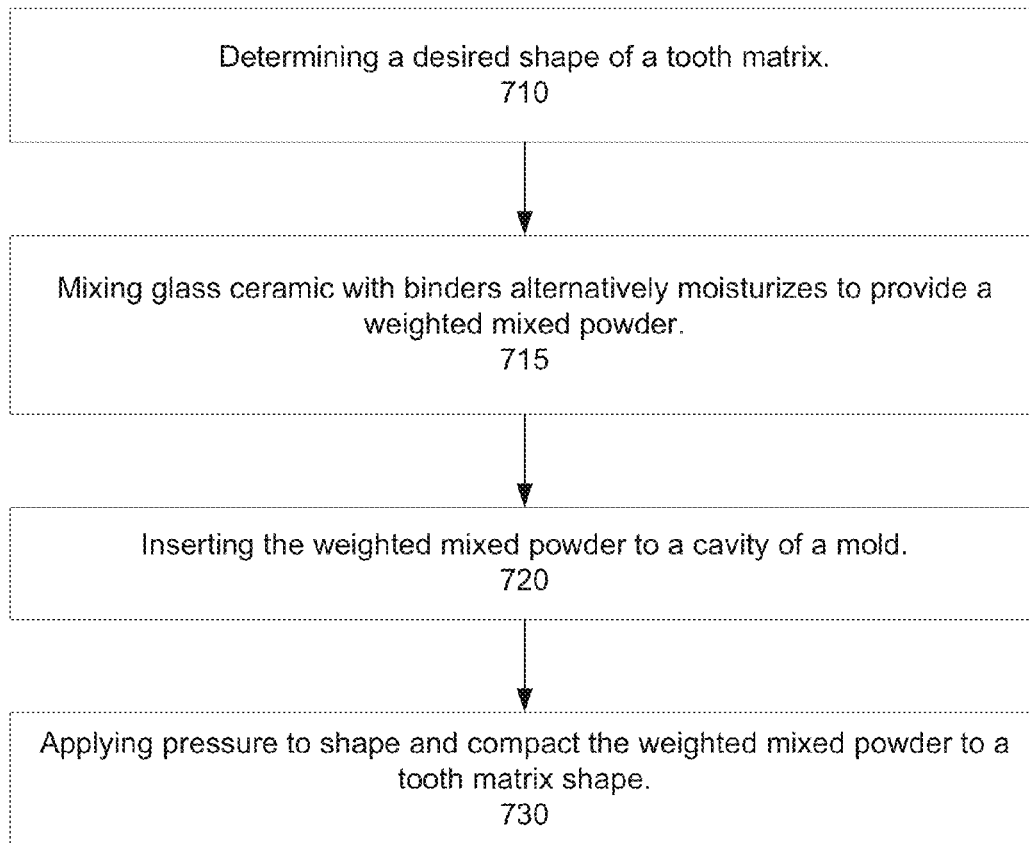 Determining a desired shape of a tooth matrix.
710
Mixing glass ceramic with binders alternatively moisturizes to provide a
weighted mixed powder.
715
Inserting the weighted mixed powder to a cavity of a mold.
720
Applying pressure to shape and compact the weighted mixed powder to a
tooth matrix shape.
730